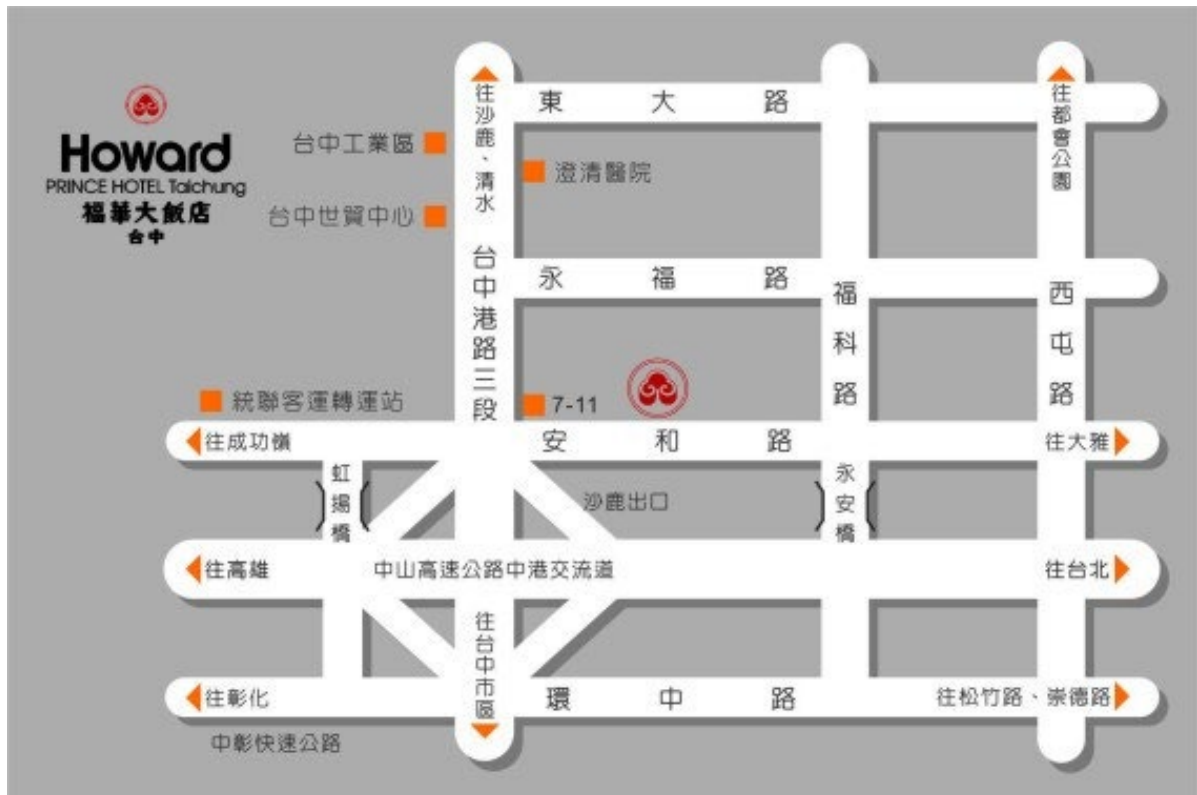 Howard
PRINCE HOTEL Taichung
福華大飯店
台中
往沙鹿、清水
東大路
往都會公園
台中工業區
澄清醫院
台中世貿中心
台中港路三段
永福路
福科路
西屯路
統聯客運轉運站
7-11
往成功嶺
安和路
往大雅
虹揚橋
沙鹿出口
永安橋
往高雄
中山高速公路中港交流道
往台北
往台中市區
往彰化
環中路
往松竹路、崇德路
中彰快速公路